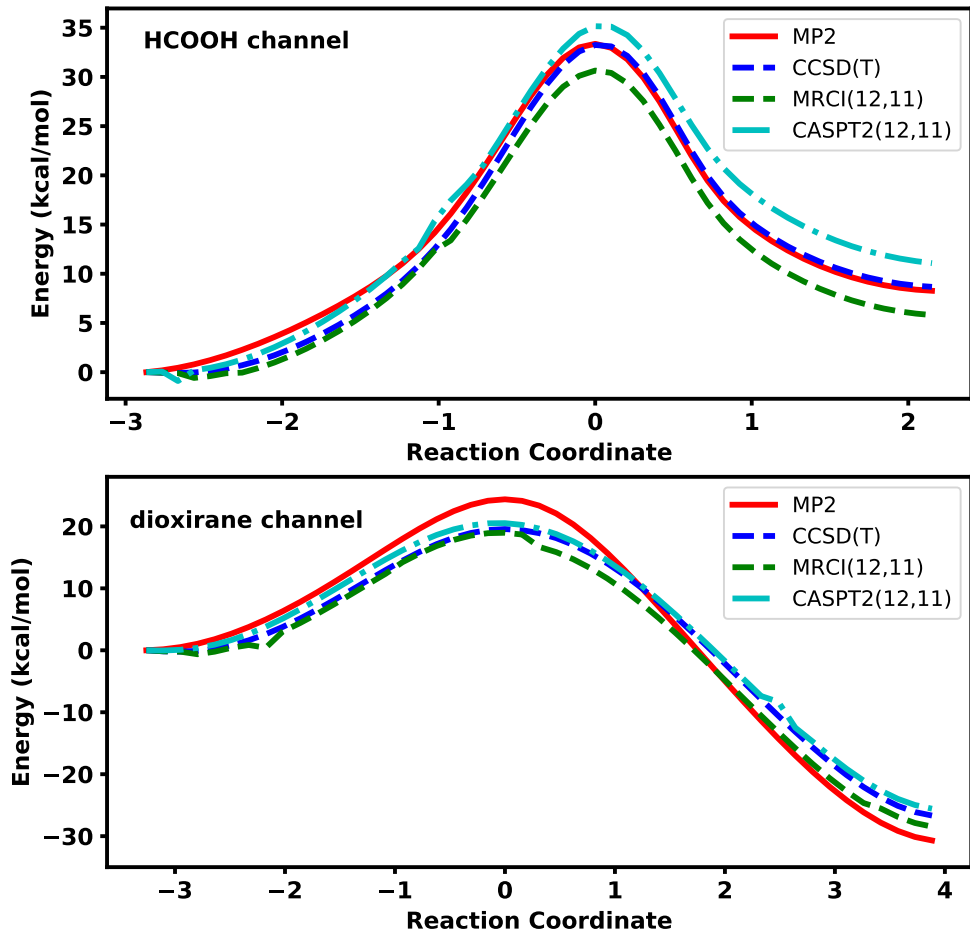 HCOOH channel
MP2
CCSD(T)
MRCI(12,11)
CASPT2(12,11)
Energy (kcal/mol)
35
30
25
20
15
10
5
0
−3
−2
−1
0
1
2
Reaction Coordinate
dioxirane channel
MP2
CCSD(T)
MRCI(12,11)
CASPT2(12,11)
Energy (kcal/mol)
20
10
0
−10
−20
−30
−3
−2
−1
0
1
2
3
4
Reaction Coordinate